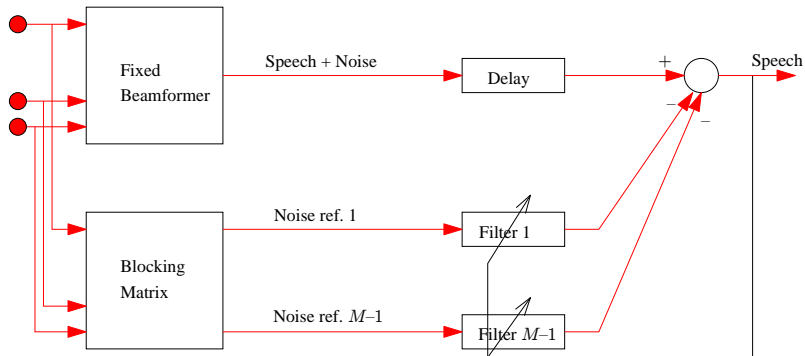 Fixed
Beamformer
Speech + Noise
Delay
+
Speech
–
–
Blocking
Matrix
Noise ref. 1
Filter 1
Noise ref. M–1
Filter M–1